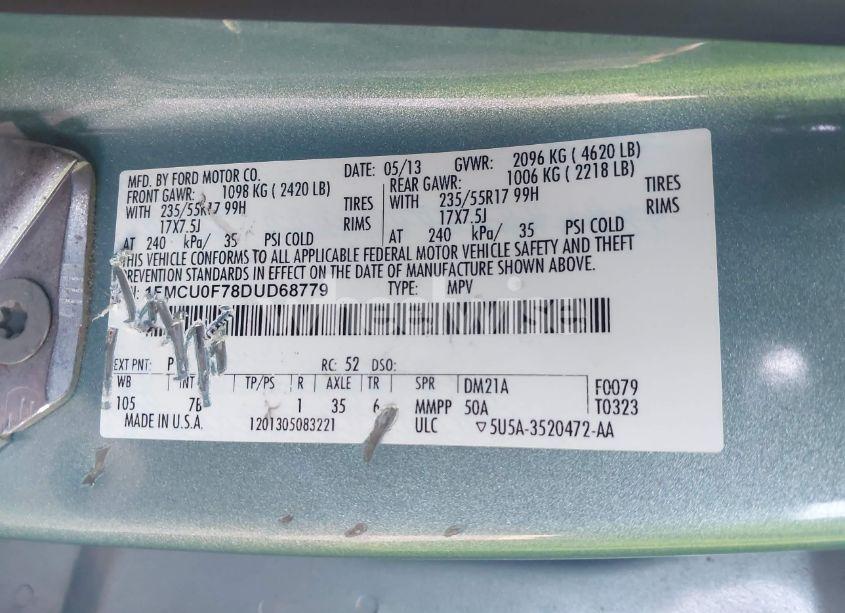 MFD. BY FORD MOTOR CO. DATE: 05/13 GVWR: 2096 KG ( 4620 LB)
FRONT GAWR: 1098 KG ( 2420 LB) REAR GAWR: 1006 KG ( 2218 LB)
WITH 235/55R17 99H TIRES WITH 235/55R17 99H TIRES
17X7.5J RIMS 17X7.5J RIMS
AT 240 kPa/ 35 PSI COLD AT 240 kPa/ 35 PSI COLD
THIS VEHICLE CONFORMS TO ALL APPLICABLE FEDERAL MOTOR VEHICLE SAFETY AND THEFT
PREVENTION STANDARDS IN EFFECT ON THE DATE OF MANUFACTURE SHOWN ABOVE.
1FMCU0F78DUD68779 TYPE: MPV
EXT PNT: P RC: 52 DSO:
WB INT TP/PS R AXLE TR SPR DM21A F0079
105 7B 1 35 6 MMPP 50A T0323
MADE IN U.S.A. 1201305083221 ULC ▽5U5A-3520472-AA